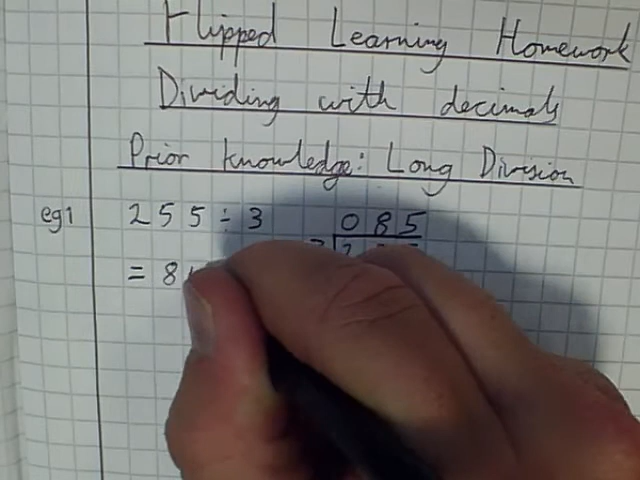 Flipped Learning Homework
Dividing with decimals
Prior knowledge: Long Division
eg1 255 ÷ 3 085
= 8